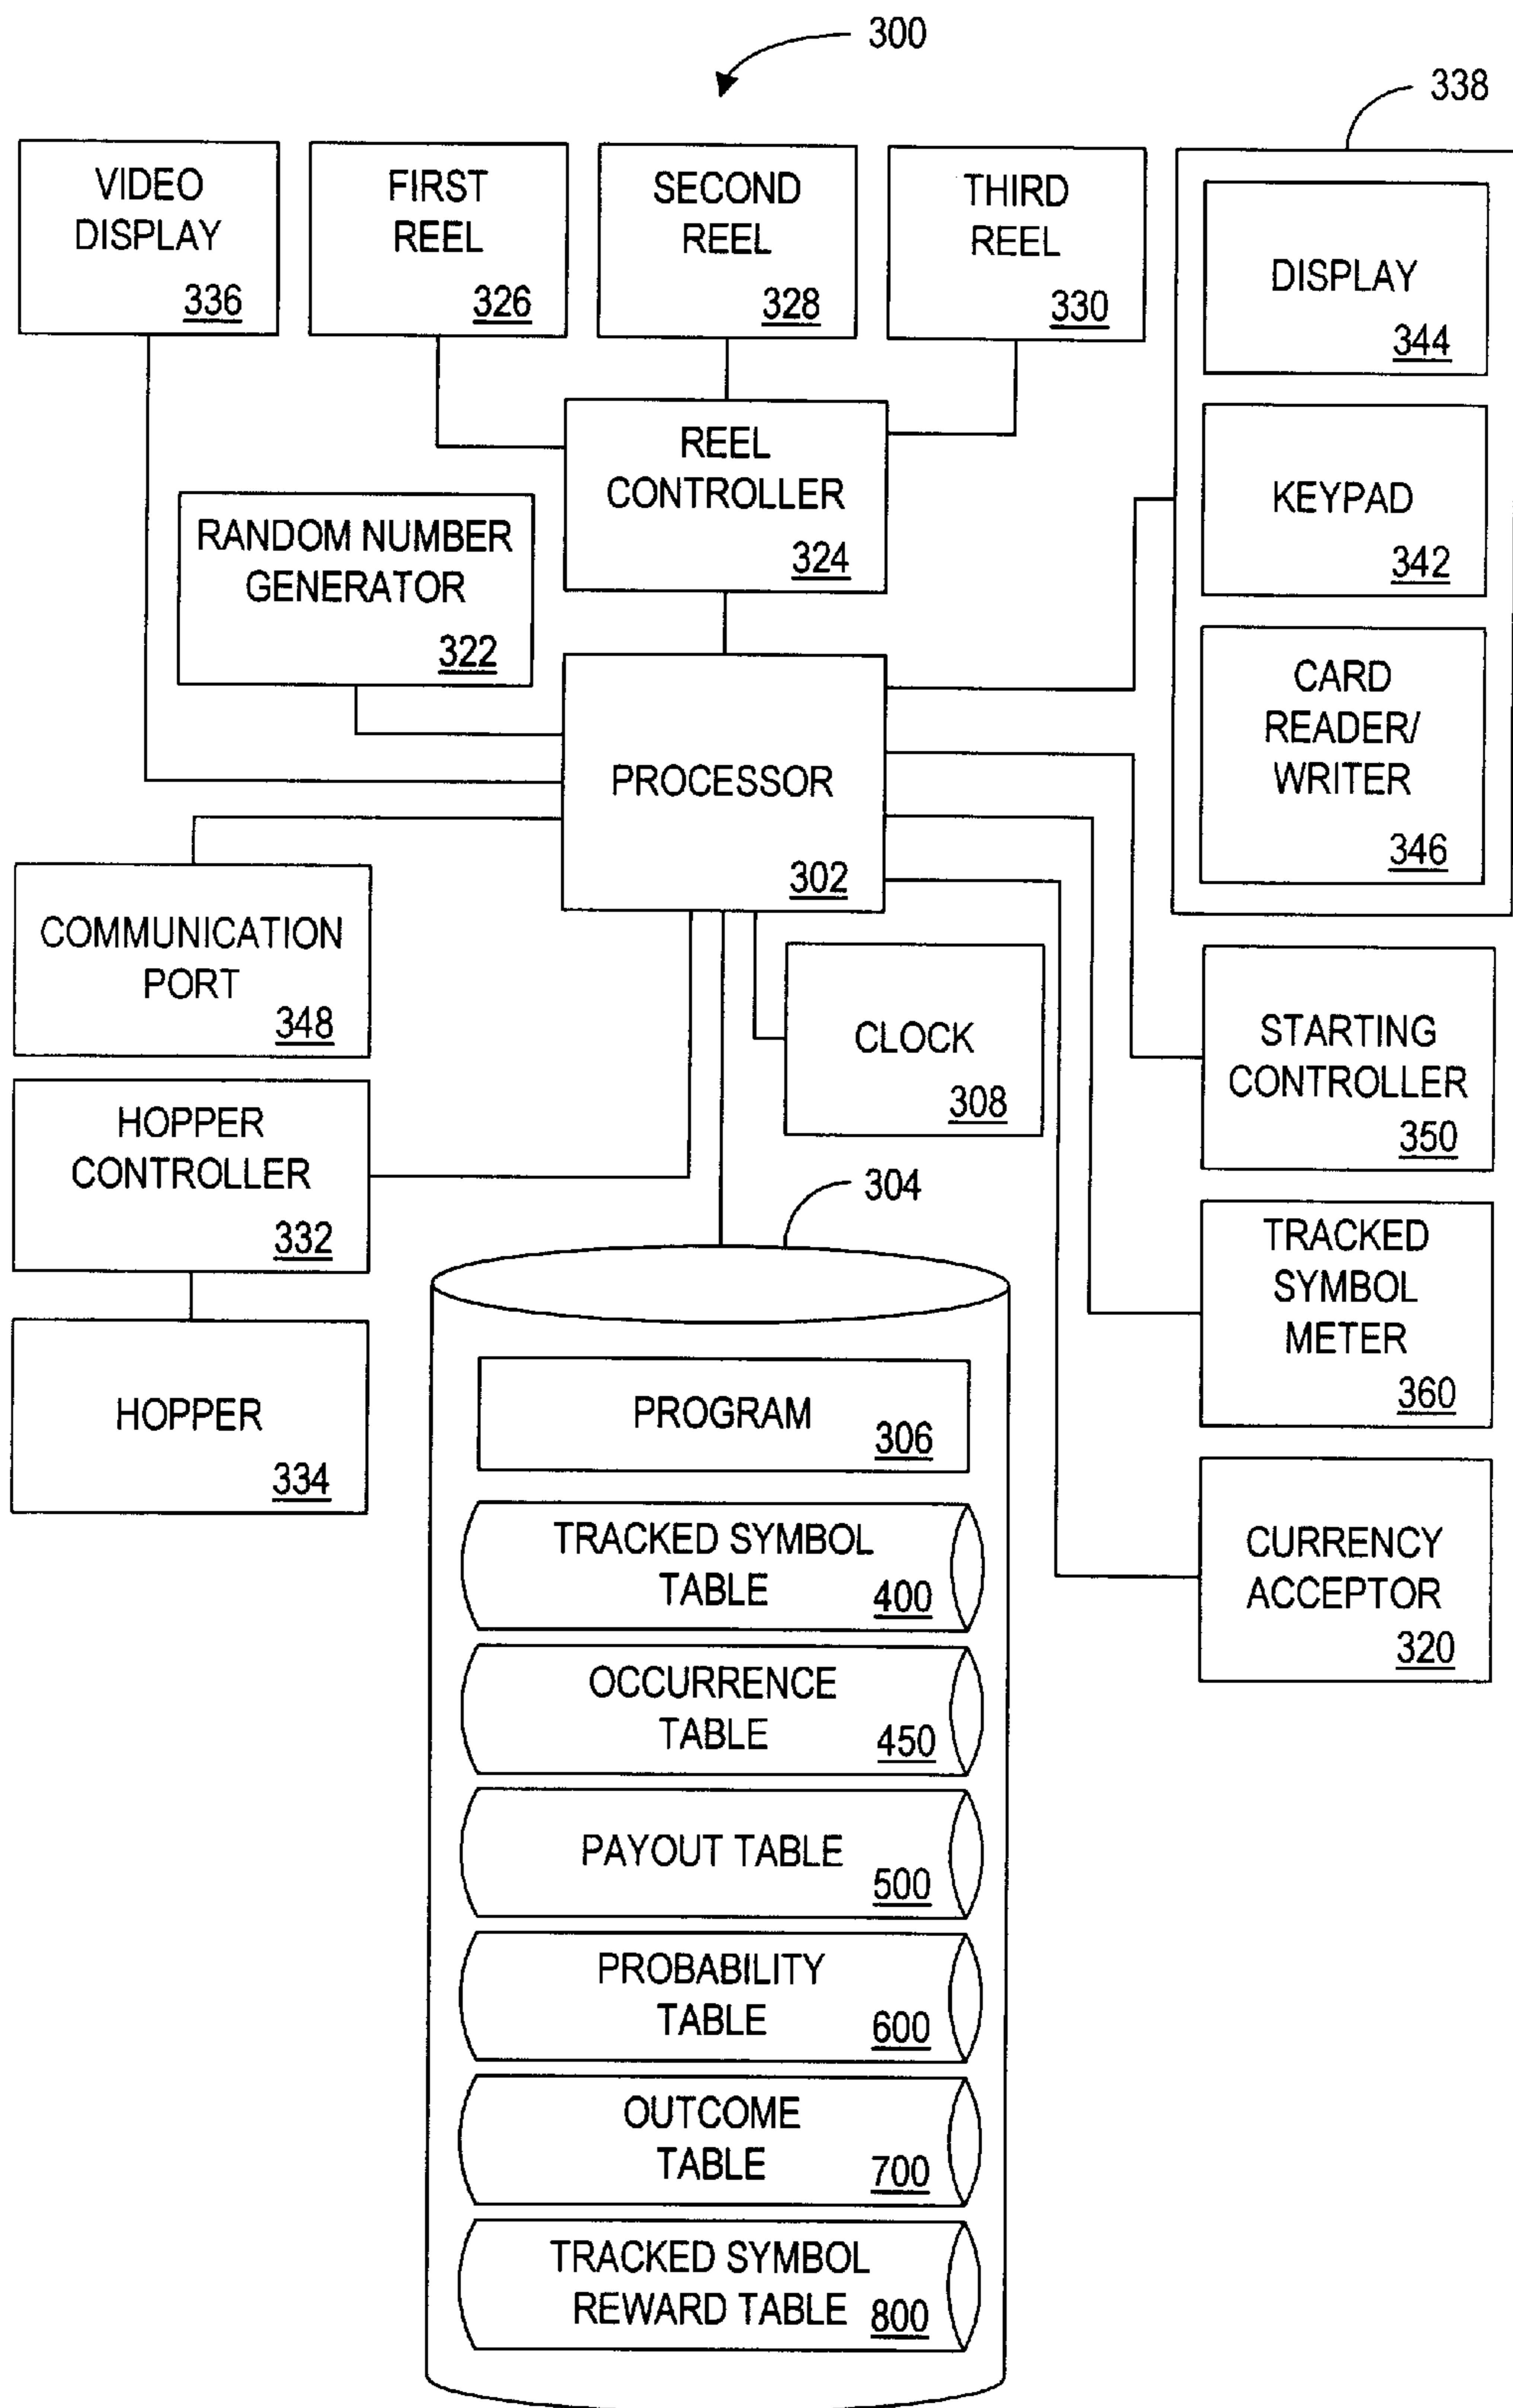 300
338
VIDEO
DISPLAY
336
FIRST
REEL
326
SECOND
REEL
328
THIRD
REEL
330
DISPLAY
344
KEYPAD
342
CARD
READER/
WRITER
346
REEL
CONTROLLER
324
RANDOM NUMBER
GENERATOR
322
PROCESSOR
302
COMMUNICATION
PORT
348
CLOCK
308
STARTING
CONTROLLER
350
HOPPER
CONTROLLER
332
304
TRACKED
SYMBOL
METER
360
HOPPER
334
PROGRAM
306
CURRENCY
ACCEPTOR
320
TRACKED SYMBOL
TABLE
400
OCCURRENCE
TABLE
450
PAYOUT TABLE
500
PROBABILITY
TABLE
600
OUTCOME
TABLE
700
TRACKED SYMBOL
REWARD TABLE
800